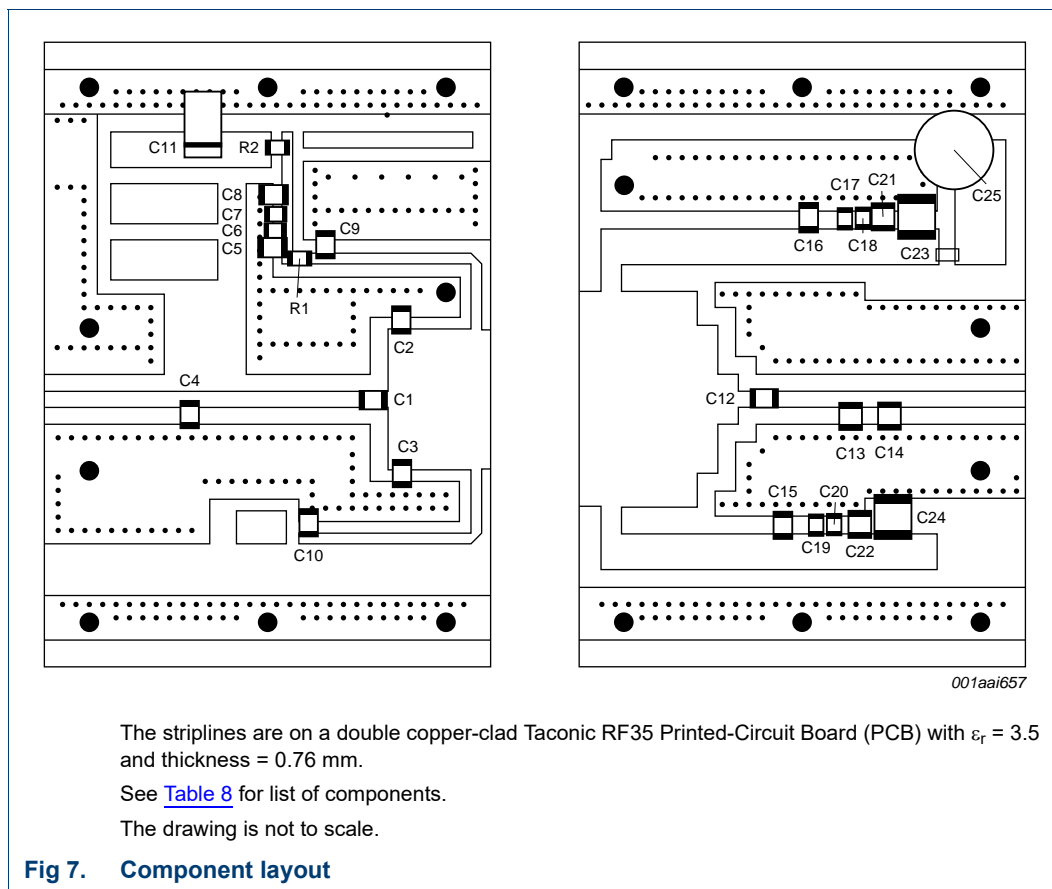 C11
R2
C8
C7
C6
C5
C9
R1
C2
C4
C1
C3
C10
C17
C21
C25
C16
C18
C23
C12
C13
C14
C15
C20
C24
C19
C22
001aai657
The striplines are on a double copper-clad Taconic RF35 Printed-Circuit Board (PCB) with εr = 3.5
and thickness = 0.76 mm.
See Table 8 for list of components.
The drawing is not to scale.
Fig 7. Component layout